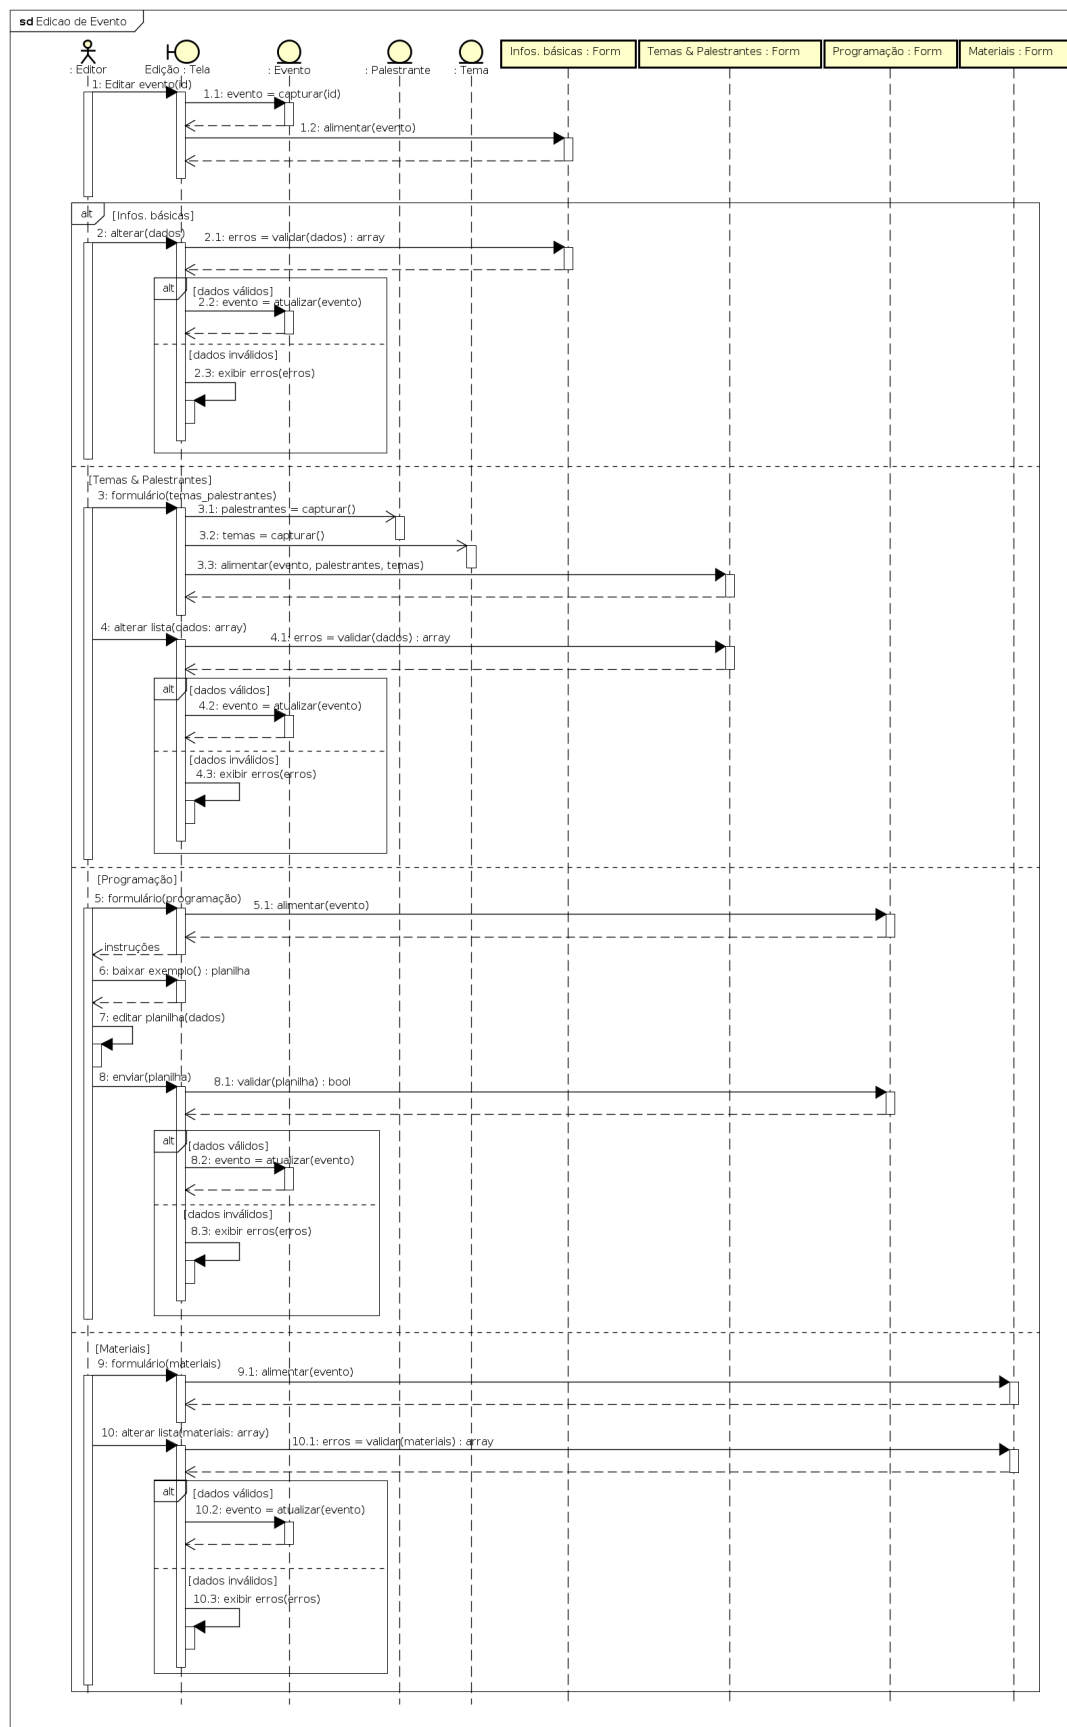 sd Edicao de Evento
: Editor
Edição : Tela
: Evento
: Palestrante
: Tema
Infos. básicas : Form
Temas & Palestrantes : Form
Programação : Form
Materiais : Form
1: Editar evento(id)
1.1: evento = capturar(id)
1.2: alimentar(evento)
alt
[Infos. básicas]
2: alterar(dados)
2.1: erros = validar(dados) : array
alt
[dados válidos]
2.2: evento = atualizar(evento)
[dados inválidos]
2.3: exibir erros(erros)
[Temas & Palestrantes]
3: formulário(temas_palestrantes)
3.1: palestrantes = capturar()
3.2: temas = capturar()
3.3: alimentar(evento, palestrantes, temas)
4: alterar lista(dados: array)
4.1: erros = validar(dados) : array
alt
[dados válidos]
4.2: evento = atualizar(evento)
[dados inválidos]
4.3: exibir erros(erros)
[Programação]
5: formulário(programação)
5.1: alimentar(evento)
instruções
6: baixar exemplo() : planilha
7: editar planilha(dados)
8: enviar(planilha)
8.1: validar(planilha) : bool
alt
[dados válidos]
8.2: evento = atualizar(evento)
[dados inválidos]
8.3: exibir erros(erros)
[Materiais]
9: formulário(materiais)
9.1: alimentar(evento)
10: alterar lista(materiais: array)
10.1: erros = validar(materiais) : array
alt
[dados válidos]
10.2: evento = atualizar(evento)
[dados inválidos]
10.3: exibir erros(erros)